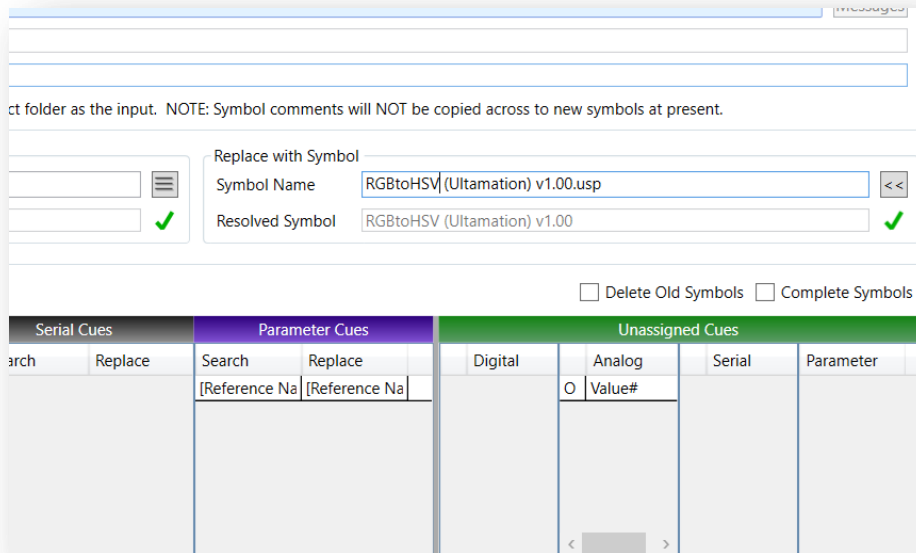 Messages
ct folder as the input. NOTE: Symbol comments will NOT be copied across to new symbols at present.
Replace with Symbol
Symbol Name RGBtoHSV (Ultamation) v1.00.usp <<
Resolved Symbol RGBtoHSV (Ultamation) v1.00
Delete Old Symbols Complete Symbols
Serial Cues Parameter Cues Unassigned Cues
arch Replace Search Replace Digital Analog Serial Parameter
[Reference Na [Reference Na O Value#
< >